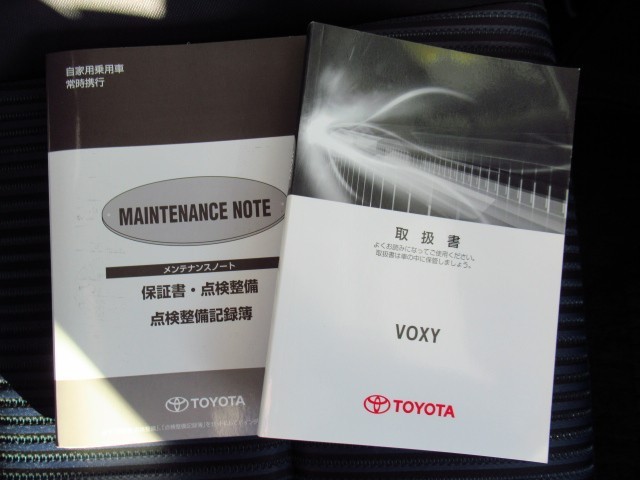 自家用乗用車
常時携行
MAINTENANCE NOTE
メンテナンスノート
保証書・点検整備
点検整備記録簿
TOYOTA
取扱書
よくお読みになってご使用ください。
取扱書は車の中に保管しましょう。
VOXY
TOYOTA